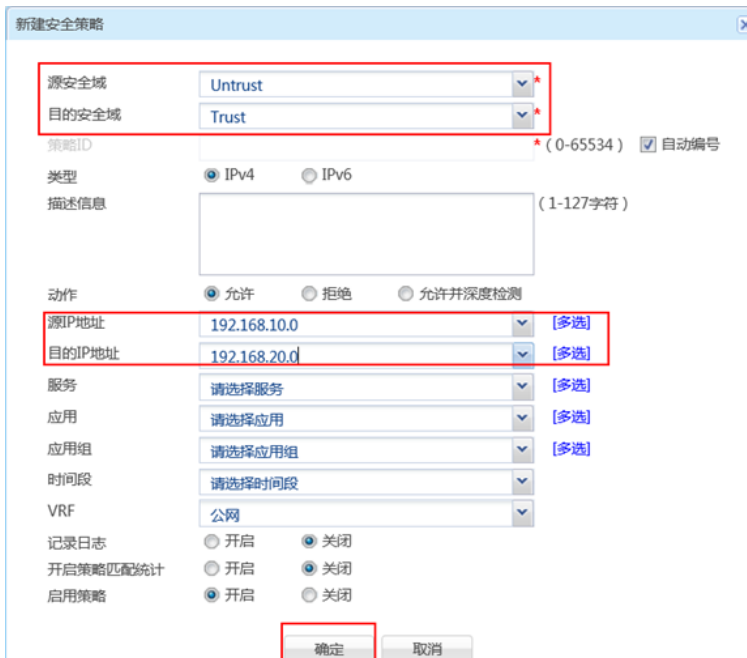 新建安全策略
源安全域 Untrust *
目的安全域 Trust *
策略ID * ( 0-65534 ) 自动编号
类型 IPv4 IPv6
描述信息 ( 1-127字符 )
动作 允许 拒绝 允许并深度检测
源IP地址 192.168.10.0 [多选]
目的IP地址 192.168.20.0 [多选]
服务 请选择服务 [多选]
应用 请选择应用 [多选]
应用组 请选择应用组 [多选]
时间段 请选择时间段
VRF 公网
记录日志 开启 关闭
开启策略匹配统计 开启 关闭
启用策略 开启 关闭
确定 取消